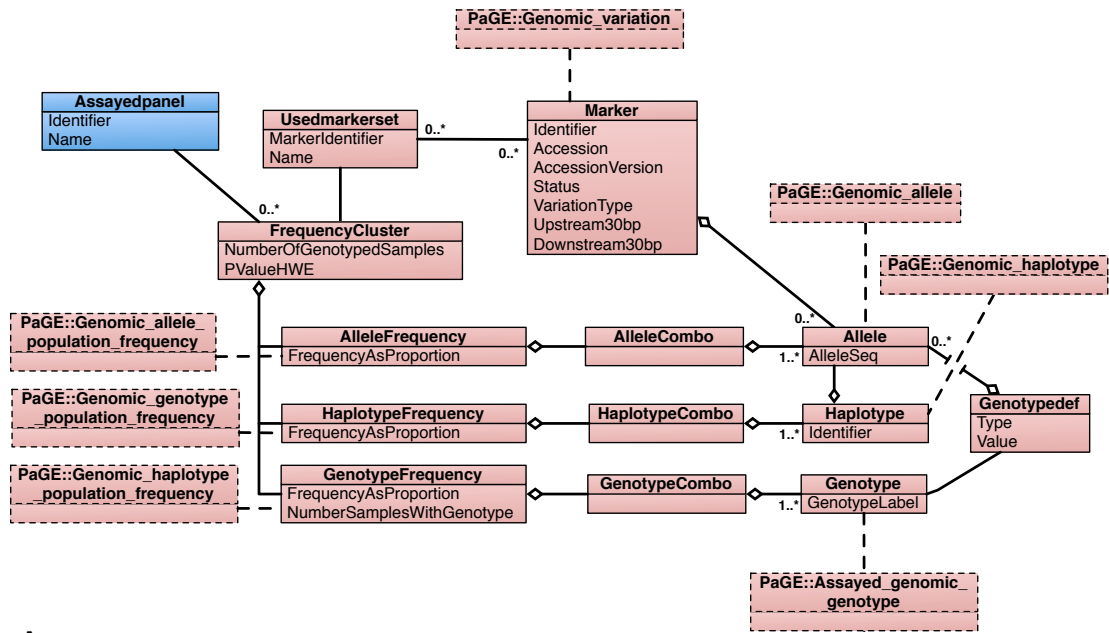 PaGE::Genomic_variation
Assayedpanel
Identifier
Name
Usedmarkerset
MarkerIdentifier
Name
0..*
0..*
Marker
Identifier
Accession
AccessionVersion
Status
VariationType
Upstream30bp
Downstream30bp
PaGE::Genomic_allele
PaGE::Genomic_haplotype
0..*
FrequencyCluster
NumberOfGenotypedSamples
PValueHWE
PaGE::Genomic_allele_
population_frequency
AlleleFrequency
FrequencyAsProportion
AlleleCombo
0..*
1..*
Allele
AlleleSeq
0..*
PaGE::Genomic_genotype
_population_frequency
HaplotypeFrequency
FrequencyAsProportion
HaplotypeCombo
1..*
Haplotype
Identifier
Genotypedef
Type
Value
PaGE::Genomic_haplotype
_population_frequency
GenotypeFrequency
FrequencyAsProportion
NumberSamplesWithGenotype
GenotypeCombo
1..*
Genotype
GenotypeLabel
PaGE::Assayed_genomic_
genotype